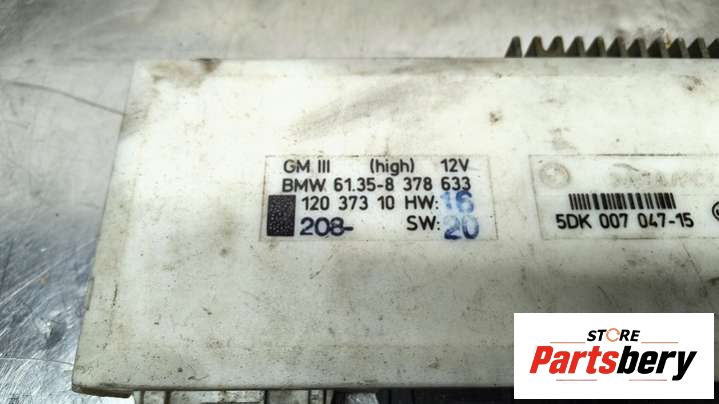 GM III (high) 12V
BMW 61.35-8 378 633
120 373 10 HW: 16
208- SW: 20
5DK 007 047-15
STORE
Partsbery